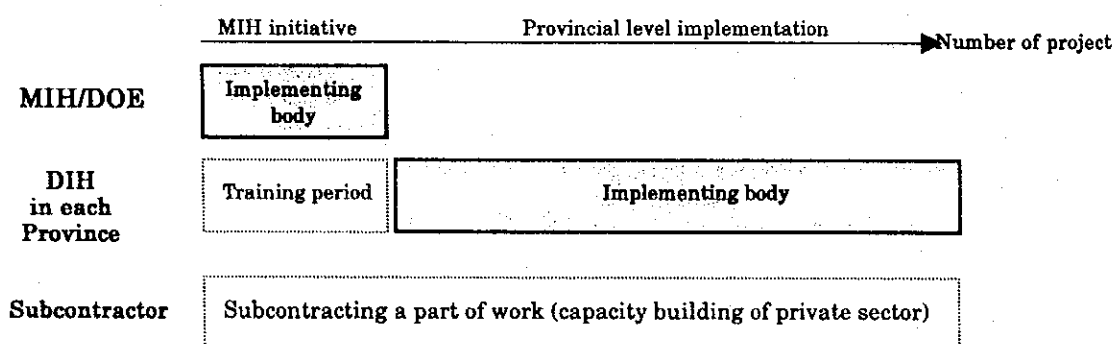 MIH initiative
Provincial level implementation
Number of project
MIH/DOE
Implementing
body
DIH
in each
Province
Training period
Implementing body
Subcontractor
Subcontracting a part of work (capacity building of private sector)